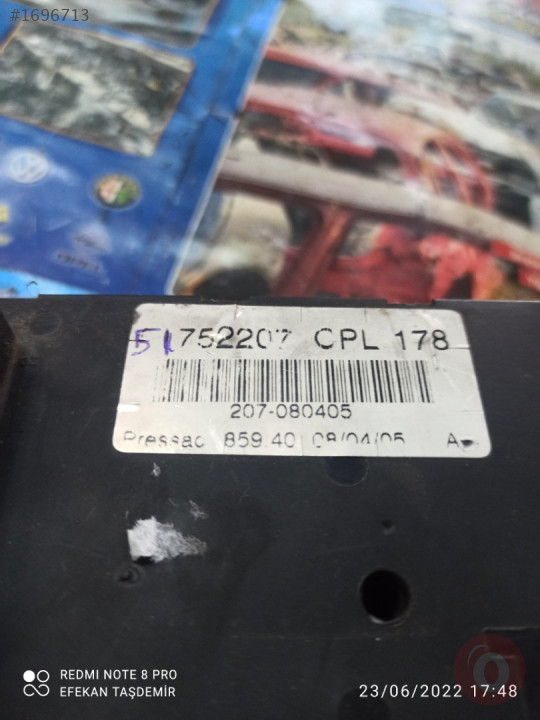 #1696713
51752207 CPL 178
207-080405
Pressac 859.40 08/04/05
REDMI NOTE 8 PRO
EFEKAN TAŞDEMİR
23/06/2022 17:48